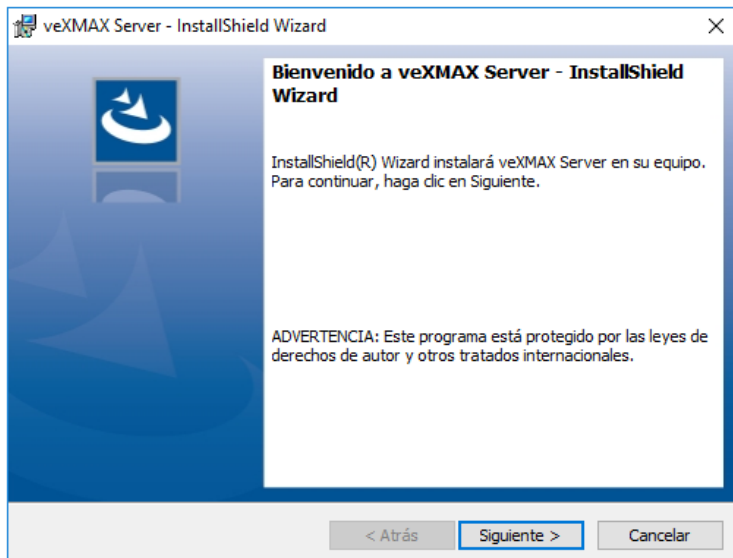 veXMAX Server - InstallShield Wizard
Bienvenido a veXMAX Server - InstallShield
Wizard
InstallShield(R) Wizard instalará veXMAX Server en su equipo.
Para continuar, haga clic en Siguiente.
ADVERTENCIA: Este programa está protegido por las leyes de
derechos de autor y otros tratados internacionales.
< Atrás Siguiente > Cancelar